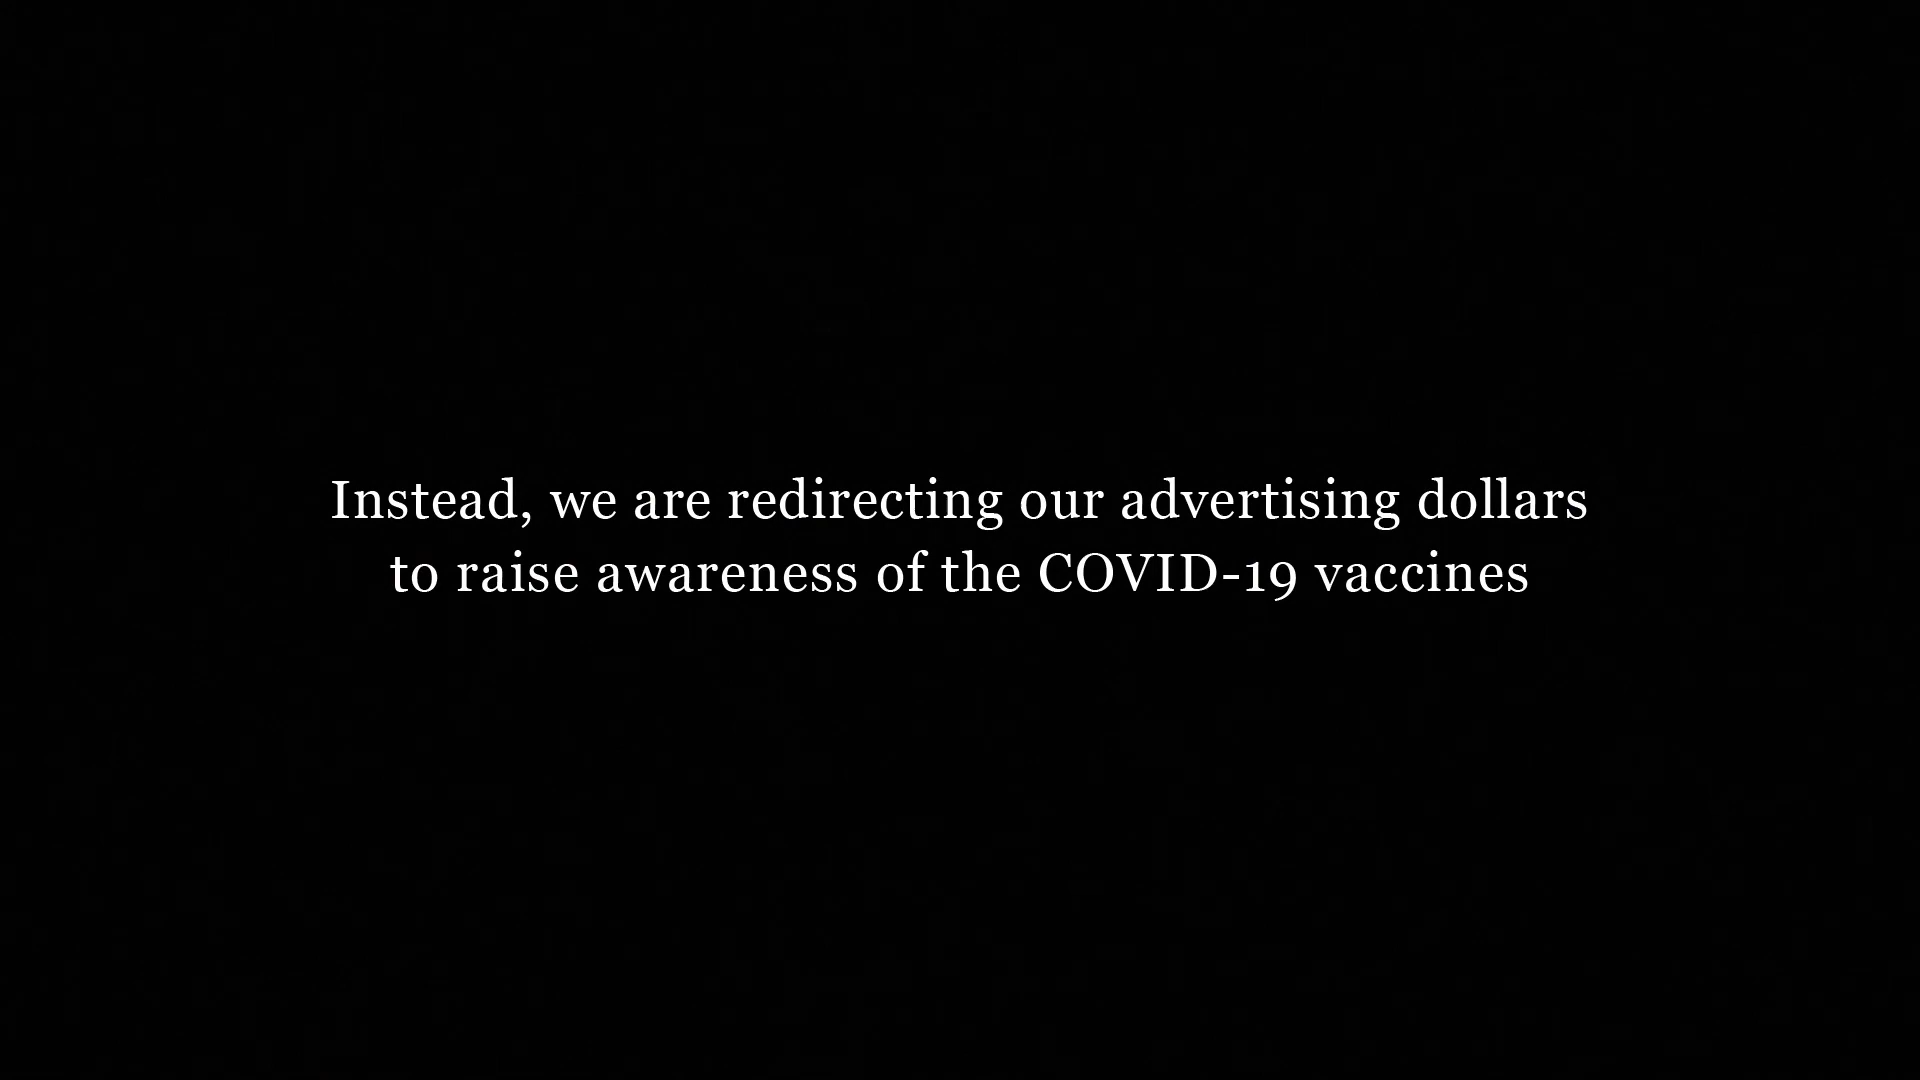 Instead, we are redirecting our advertising dollars
to raise awareness of the COVID-19 vaccines